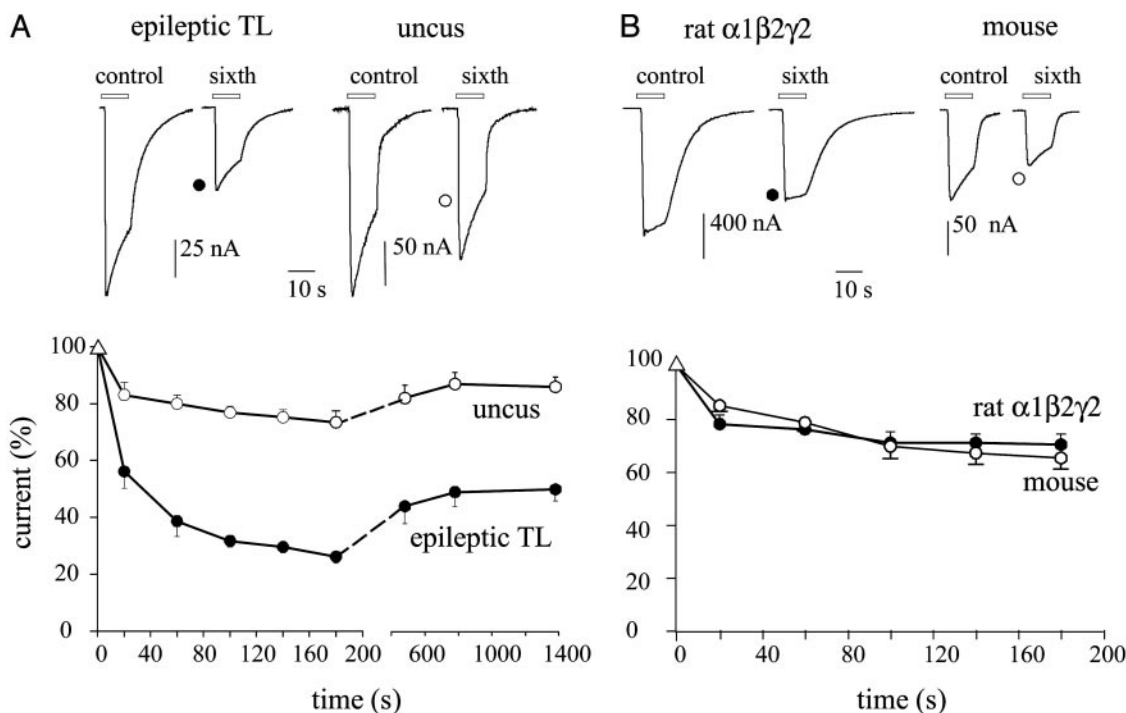 A
epileptic TL uncus
control sixth control sixth
25 nA 50 nA
10 s
100
80
60
40
20
0
current (%)
uncus
epileptic TL
0 40 80 120 160 200 600 1000 1400
time (s)
B
rat α1β2γ2 mouse
control sixth control sixth
400 nA 50 nA
10 s
100
80
60
40
20
0
rat α1β2γ2
mouse
0 40 80 120 160 200
time (s)